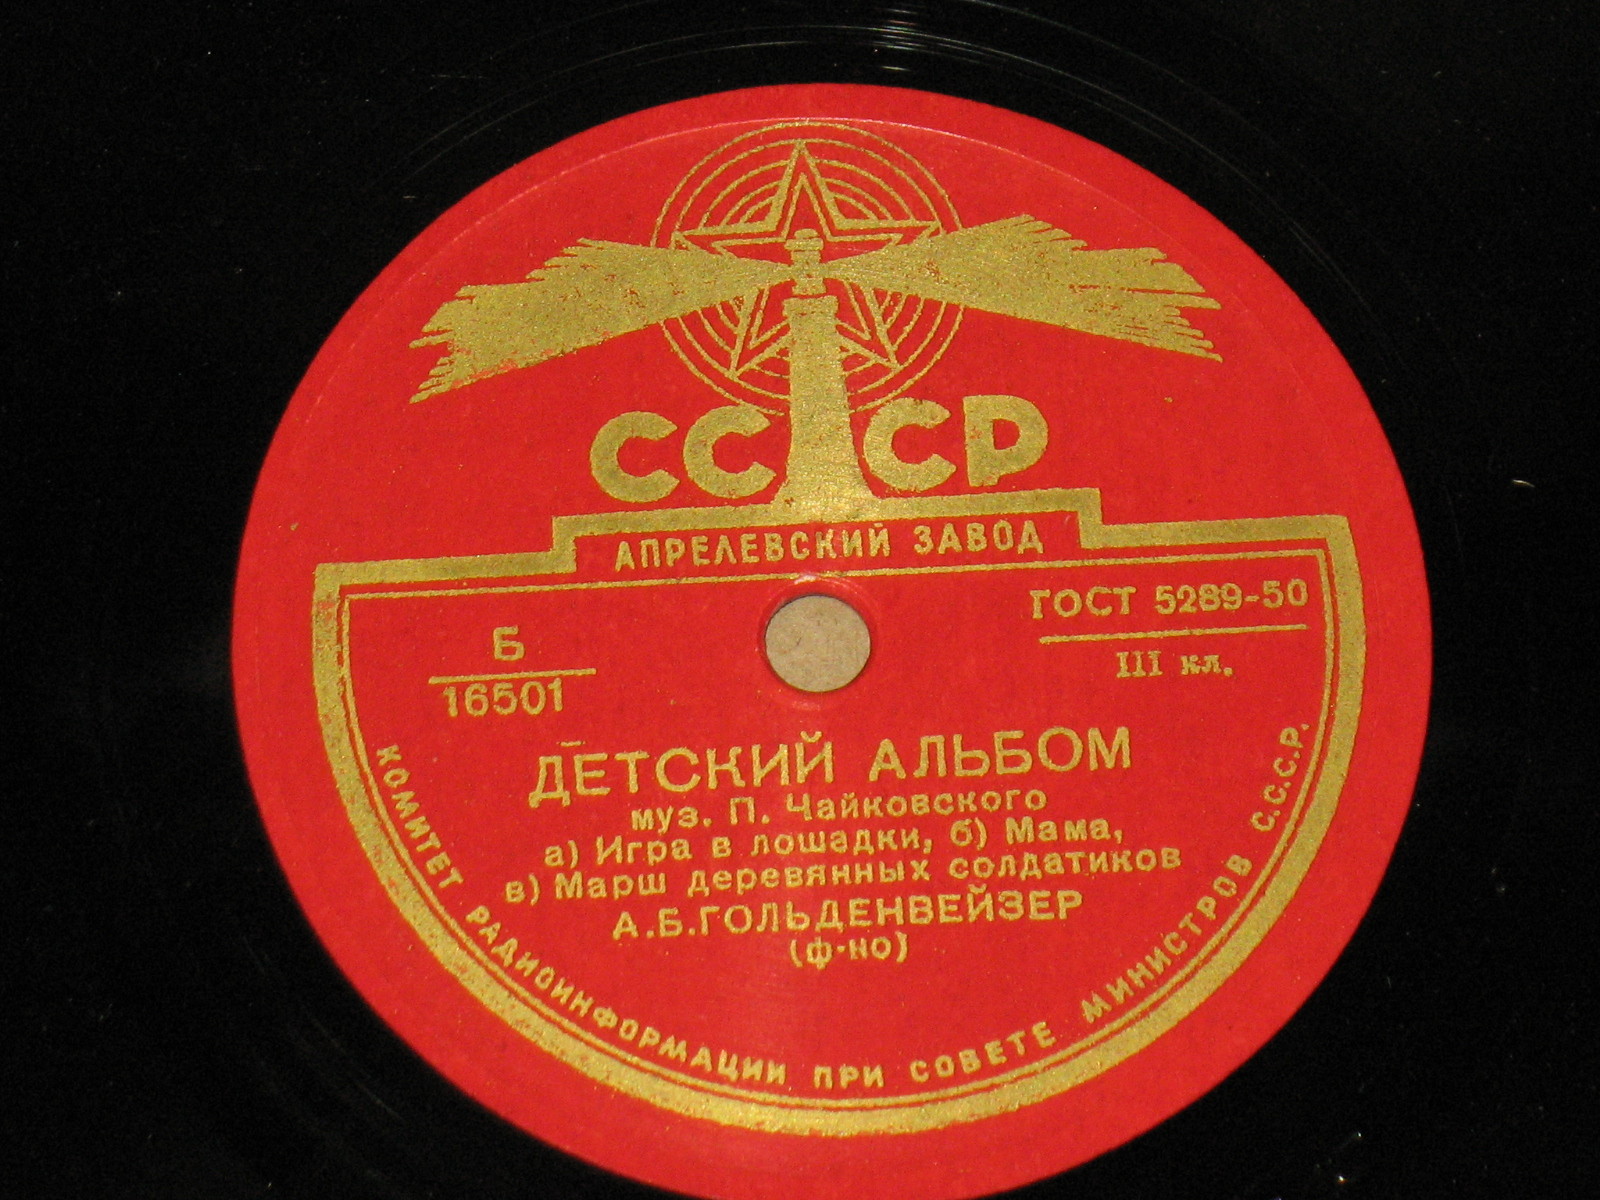 СССР
АПРЕЛЕВСКИЙ ЗАВОД
ГОСТ 5289-50
III кл.
Б
16501
ДЕТСКИЙ АЛЬБОМ
муз. П. Чайковского
а) Игра в лошадки, б) Мама,
в) Марш деревянных солдатиков
А.Б.ГОЛЬДЕНВЕЙЗЕР
(ф-но)
КОМИТЕТ РАДИОИНФОРМАЦИИ ПРИ СОВЕТЕ МИНИСТРОВ С.С.С.Р.